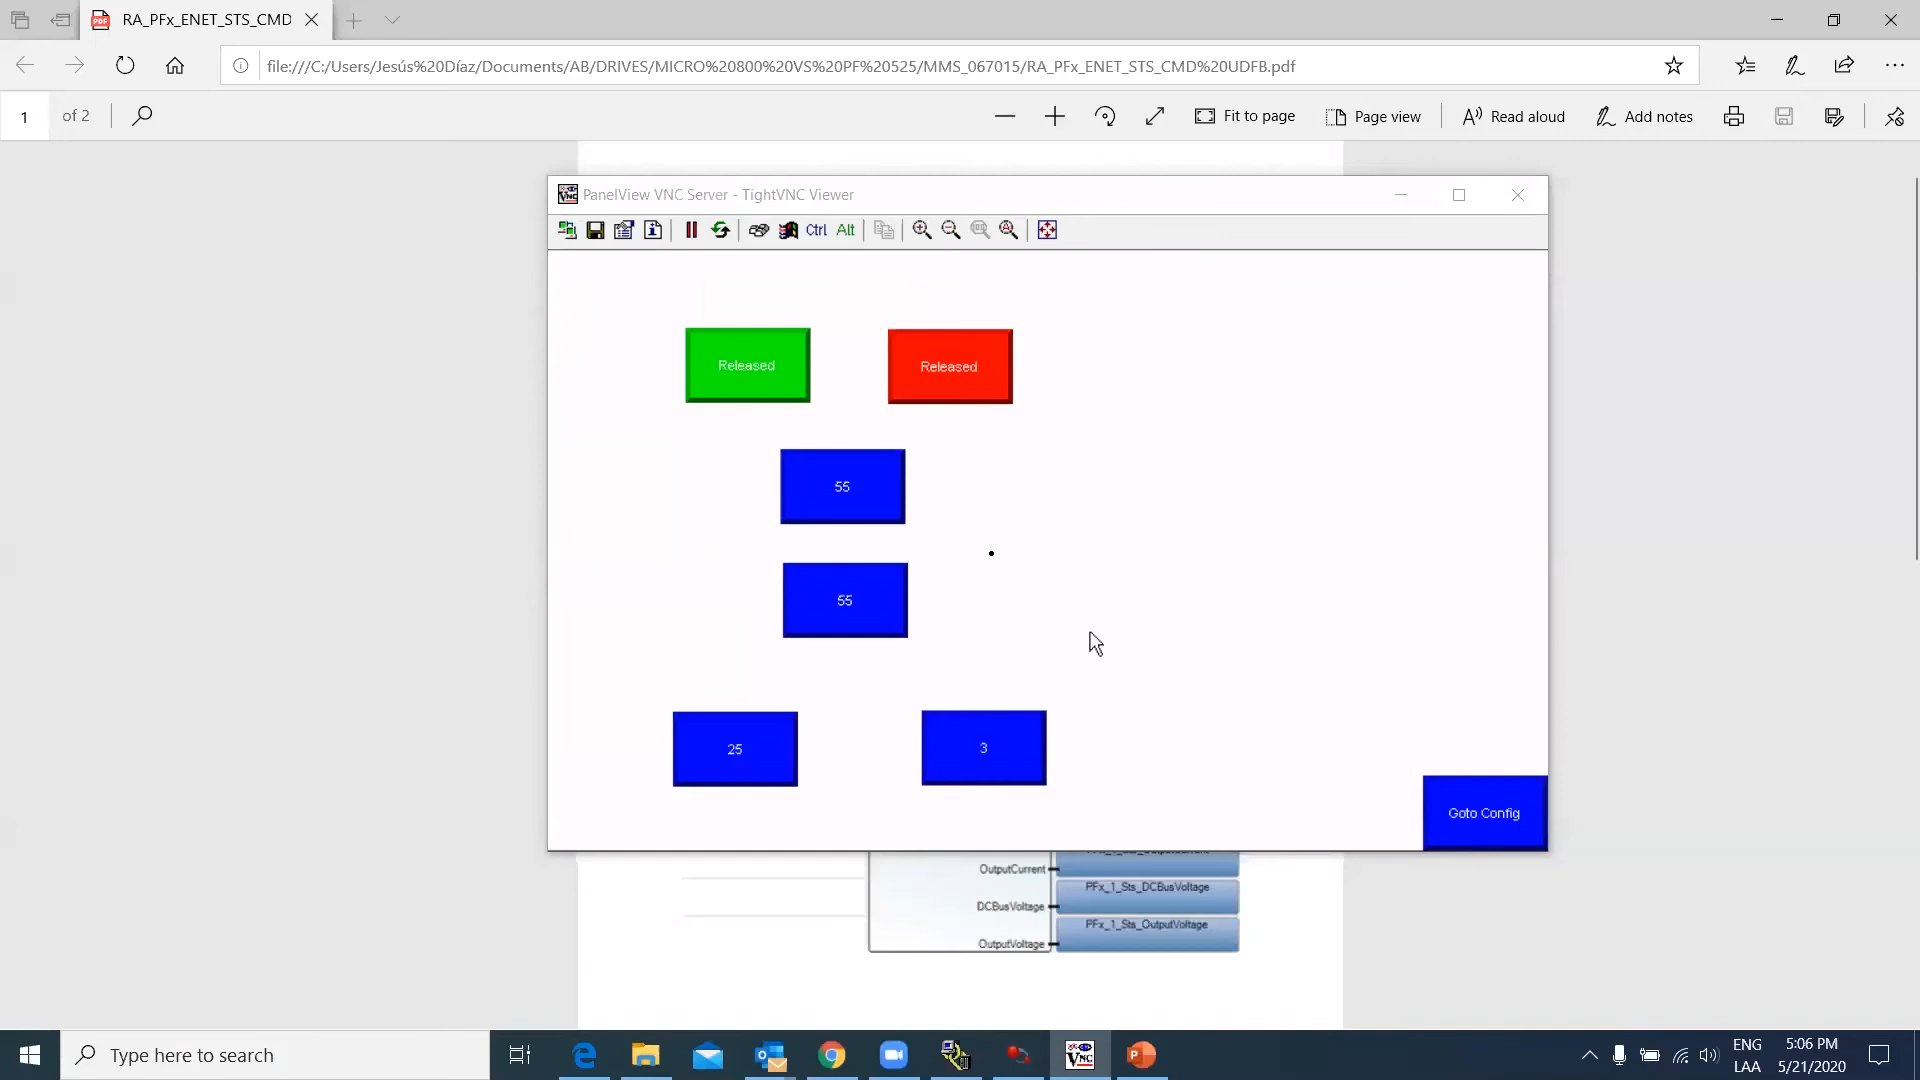 RA_PFx_ENET_STS_CMD
file:///C:/Users/Jesús%20Díaz/Documents/AB/DRIVES/MICRO%20800%20VS%20PF%20525/MMS_067015/RA_PFx_ENET_STS_CMD%20UDFB.pdf
1 of 2
Fit to page
Page view
Read aloud
Add notes
PanelView VNC Server - TightVNC Viewer
Ctrl Alt
Released
Released
55
55
25
3
Goto Config
OutputCurrent
DCBusVoltage
PFx_1_Sts_DCBusVoltage
OutputVoltage
PFx_1_Sts_OutputVoltage
Type here to search
ENG
LAA
5:06 PM
5/21/2020